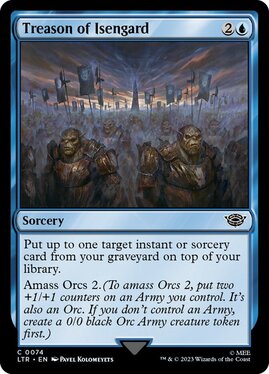 Treason of Isengard 2
Sorcery
Put up to one target instant or sorcery
card from your graveyard on top of your
library.
Amass Orcs 2.(To amass Orcs 2, put two
+1/+1 counters on an Army you control. It's
also an Orc. If you don't control an Army,
create a 0/0 black Orc Army creature
token first.)
C 0074 © MEE
LTR • EN PAVEL KOLOMEYETS ™ & © 2023 Wizards of the Coast